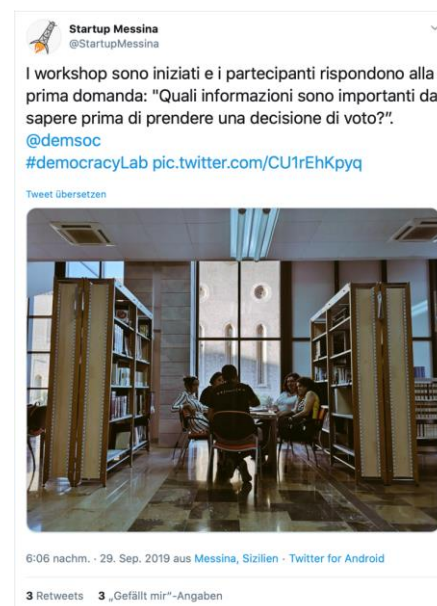 Startup Messina
@StartupMessina
I workshop sono iniziati e i partecipanti rispondono alla
prima domanda: "Quali informazioni sono importanti da
sapere prima di prendere una decisione di voto?”.
@demsoc
#democracyLab pic.twitter.com/CU1rEhKpyq
Tweet übersetzen
6:06 nachm. · 29. Sep. 2019 aus Messina, Sizilien · Twitter for Android
3 Retweets 3 „Gefällt mir“-Angaben